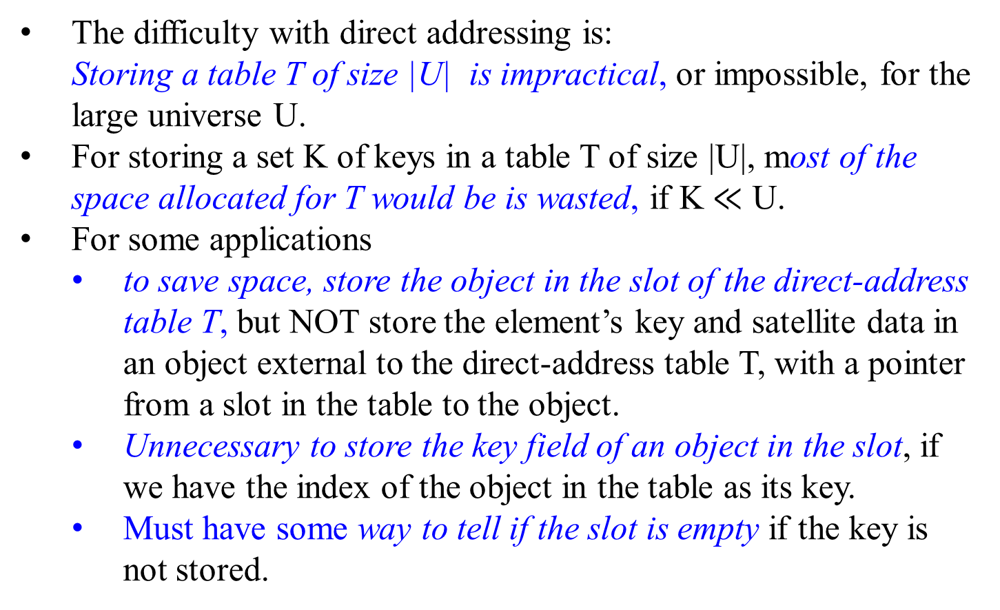 • The difficulty with direct addressing is:
Storing a table T of size |U| is impractical, or impossible, for the
large universe U.
• For storing a set K of keys in a table T of size |U|, most of the
space allocated for T would be is wasted, if K ≪ U.
• For some applications
• to save space, store the object in the slot of the direct-address
table T, but NOT store the element’s key and satellite data in
an object external to the direct-address table T, with a pointer
from a slot in the table to the object.
• Unnecessary to store the key field of an object in the slot, if
we have the index of the object in the table as its key.
• Must have some way to tell if the slot is empty if the key is
not stored.